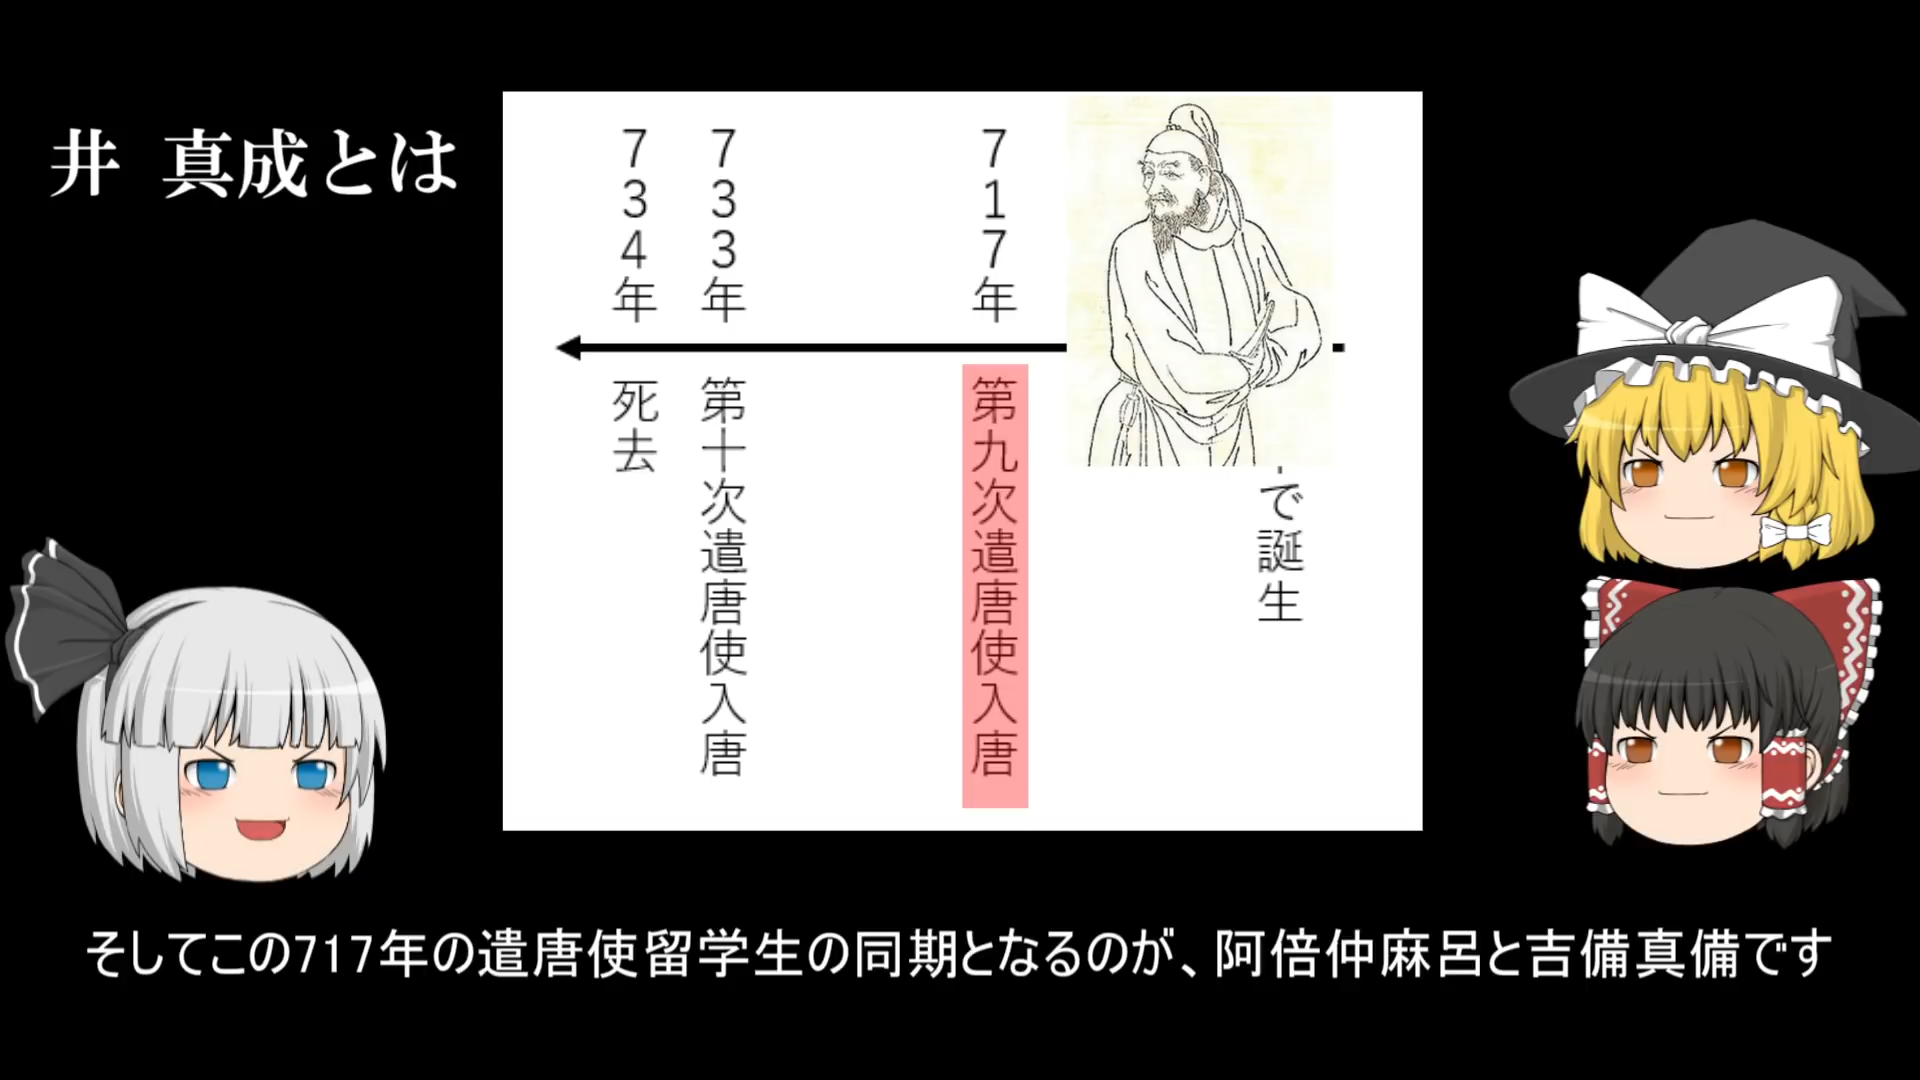 井 真成とは
で誕生
717年
第九次遣唐使入唐
733年
第十次遣唐使入唐
734年
死去
そしてこの717年の遣唐使留学生の同期となるのが、阿倍仲麻呂と吉備真備です